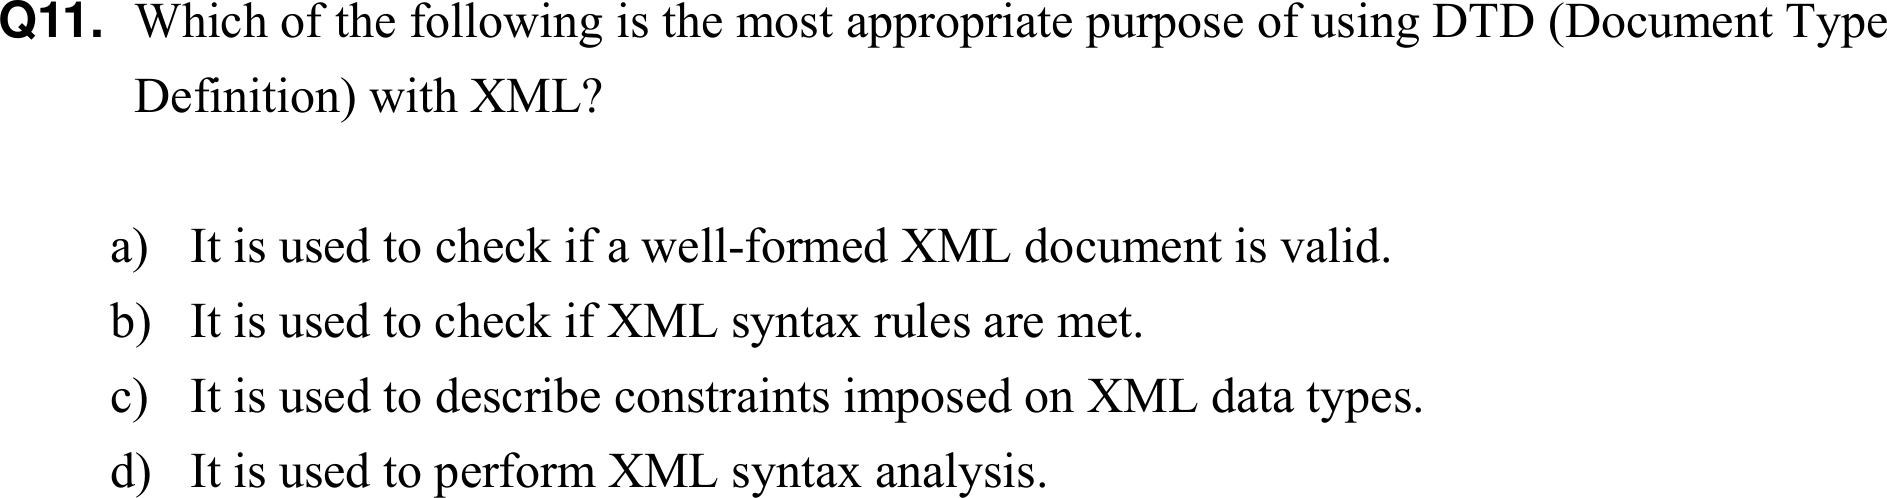 Q11. Which of the following is the most appropriate purpose of using DTD (Document Type
Definition) with XML?
a) It is used to check if a well-formed XML document is valid.
b) It is used to check if XML syntax rules are met.
c) It is used to describe constraints imposed on XML data types.
d) It is used to perform XML syntax analysis.